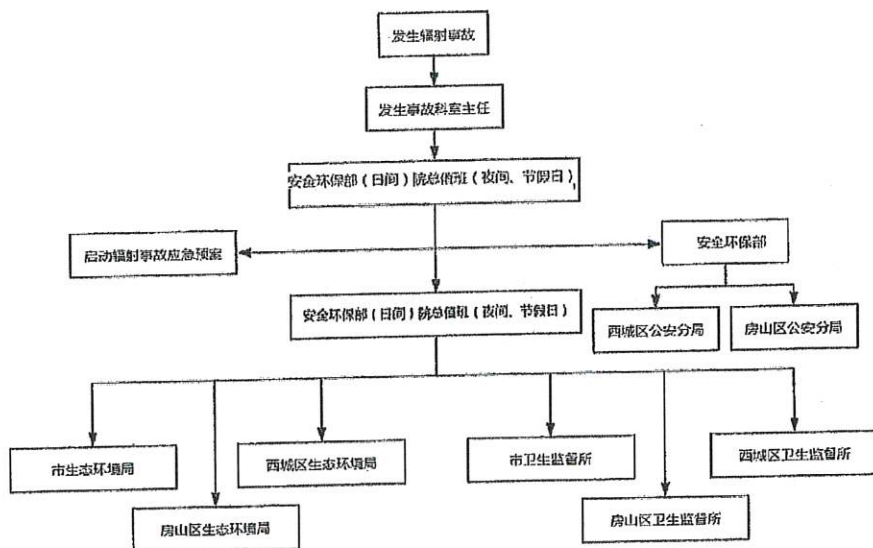 发生辐射事故
发生事故科室主任
安全环保部（日间）院总值班（夜间、节假日）
启动辐射事故应急预案
安全环保部
安全环保部（日间）院总值班（夜间、节假日）
西城区公安分局
房山区公安分局
市生态环境局
西城区生态环境局
市卫生监督所
西城区卫生监督所
房山区生态环境局
房山区卫生监督所